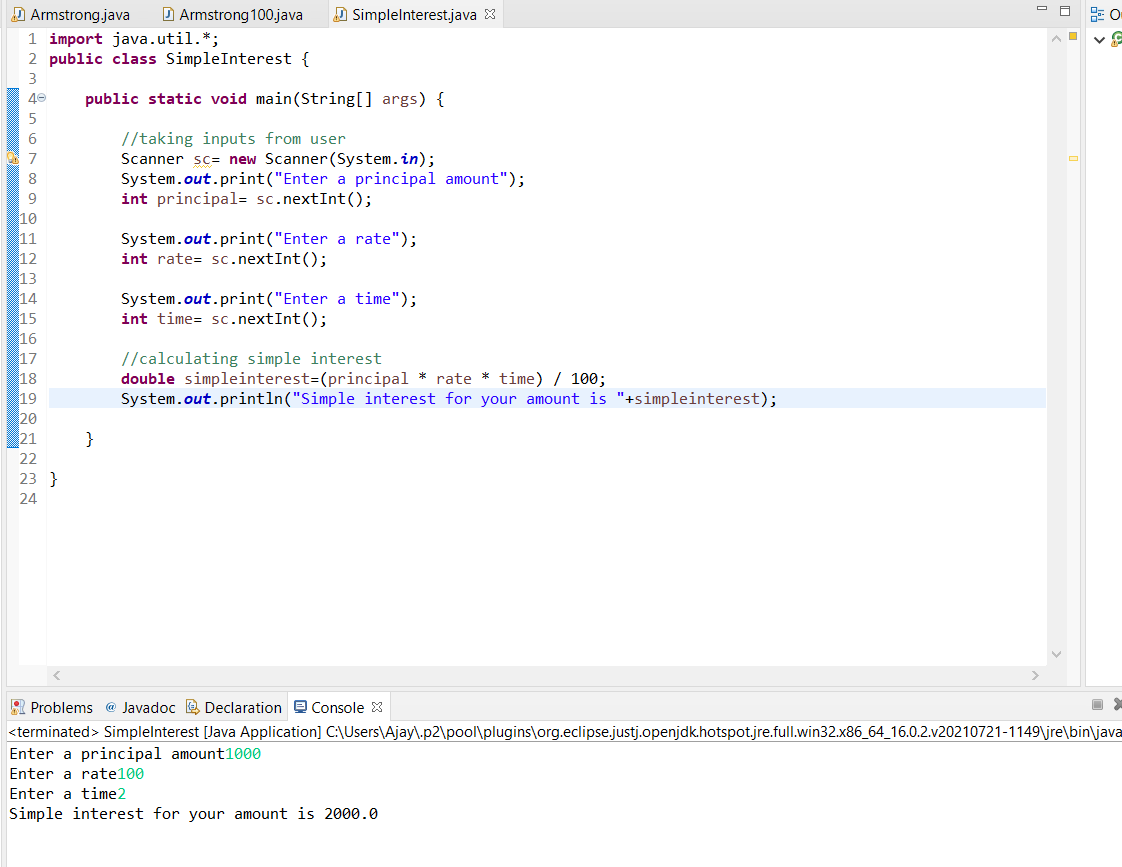 Armstrong.java Armstrong100.java SimpleInterest.java
1 import java.util.*;
2 public class SimpleInterest {
3
4 public static void main(String[] args) {
5
6 //taking inputs from user
7 Scanner sc= new Scanner(System.in);
8 System.out.print("Enter a principal amount");
9 int principal= sc.nextInt();
10
11 System.out.print("Enter a rate");
12 int rate= sc.nextInt();
13
14 System.out.print("Enter a time");
15 int time= sc.nextInt();
16
17 //calculating simple interest
18 double simpleinterest=(principal * rate * time) / 100;
19 System.out.println("Simple interest for your amount is "+simpleinterest);
20
21 }
22
23 }
24
Problems @ Javadoc Declaration Console
<terminated> SimpleInterest [Java Application] C:\Users\Ajay\.p2\pool\plugins\org.eclipse.justj.openjdk.hotspot.jre.full.win32.x86_64_16.0.2.v20210721-1149\jre\bin\java
Enter a principal amount1000
Enter a rate100
Enter a time2
Simple interest for your amount is 2000.0